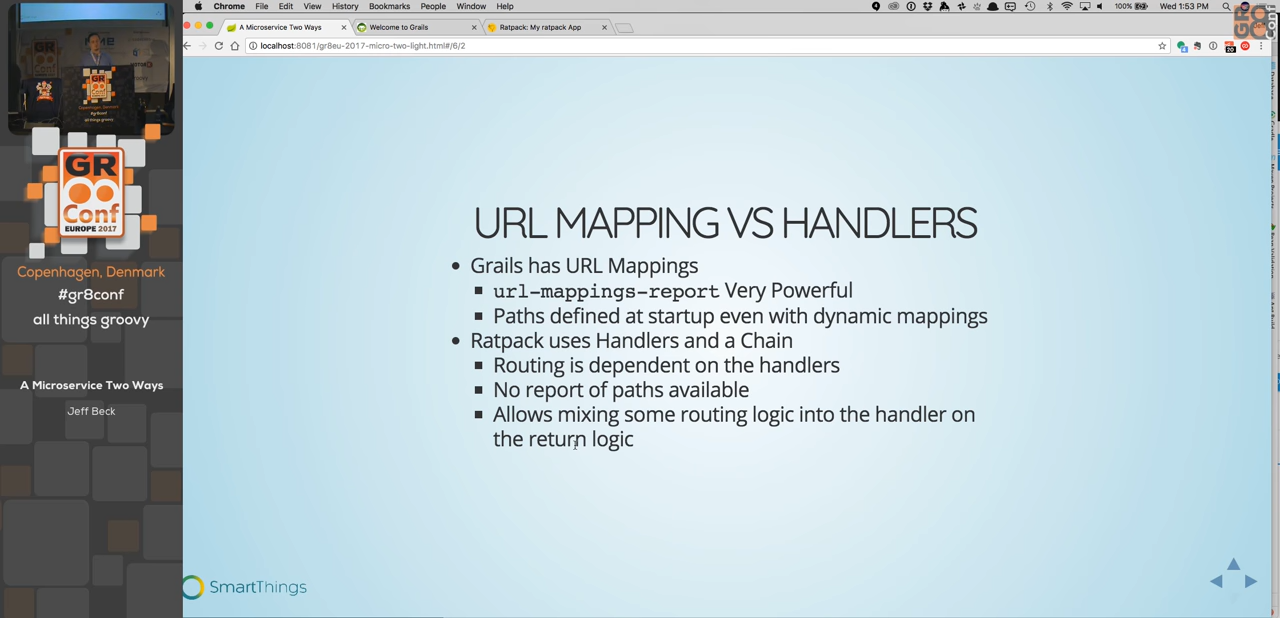 Chrome File Edit View History Bookmarks People Window Help
100% Wed 1:53 PM
A Microservice Two Ways
Welcome to Grails
Ratpack: My ratpack App
localhost:8081/gr8eu-2017-micro-two-light.html#/6/2
20
GR
Conf
EUROPE 2017
Copenhagen, Denmark
#gr8conf
all things groovy
A Microservice Two Ways
Jeff Beck
URL MAPPING VS HANDLERS
Grails has URL Mappings
url-mappings-report Very Powerful
Paths defined at startup even with dynamic mappings
Ratpack uses Handlers and a Chain
Routing is dependent on the handlers
No report of paths available
Allows mixing some routing logic into the handler on
the return logic
SmartThings